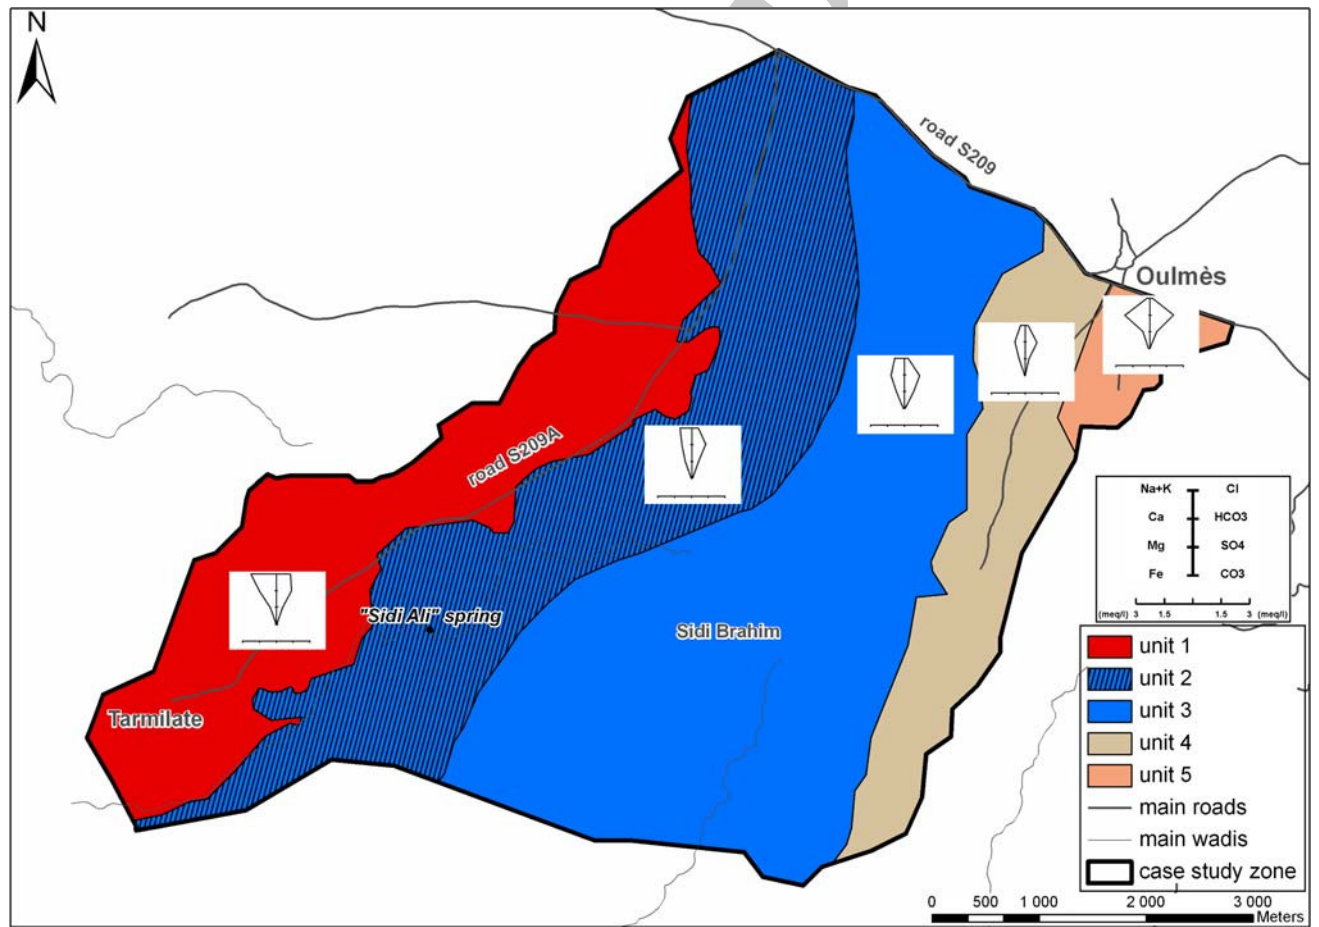 N
road S209
Oulmès
road S209A
"Sidi Ali" spring
Sidi Brahim
Tarmilate
Na+K Cl
Ca HCO3
Mg SO4
Fe CO3
(meq/l) 3 1.5 1.5 3 (meq/l)
unit 1
unit 2
unit 3
unit 4
unit 5
main roads
main wadis
case study zone
0 500 1 000 2 000 3 000
Meters